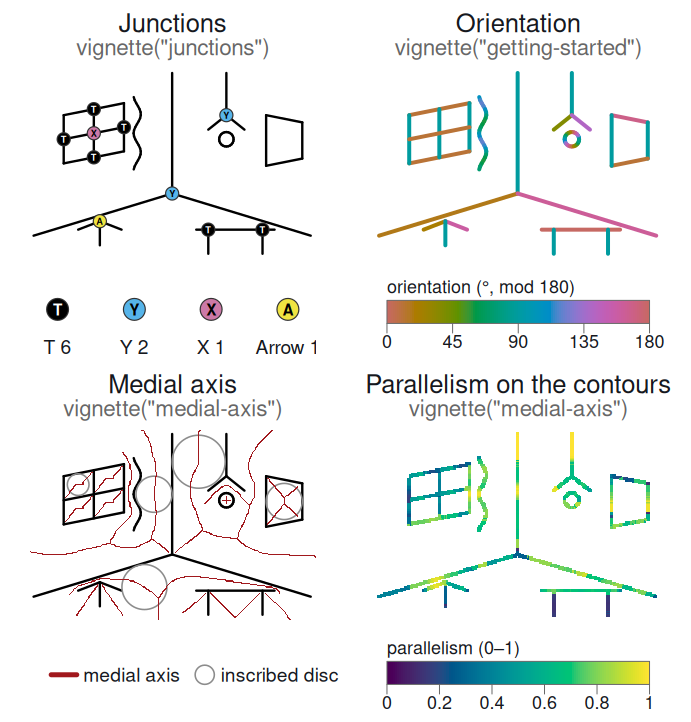 Junctions
vignette("junctions")
T
T
X
T
T
Y
Y
A
T
T
T
Y
X
A
T 6
Y 2
X 1
Arrow 1
Orientation
vignette("getting-started")
orientation (°, mod 180)
0
45
90
135
180
Medial axis
vignette("medial-axis")
medial axis
inscribed disc
Parallelism on the contours
vignette("medial-axis")
parallelism (0–1)
0
0.2
0.4
0.6
0.8
1